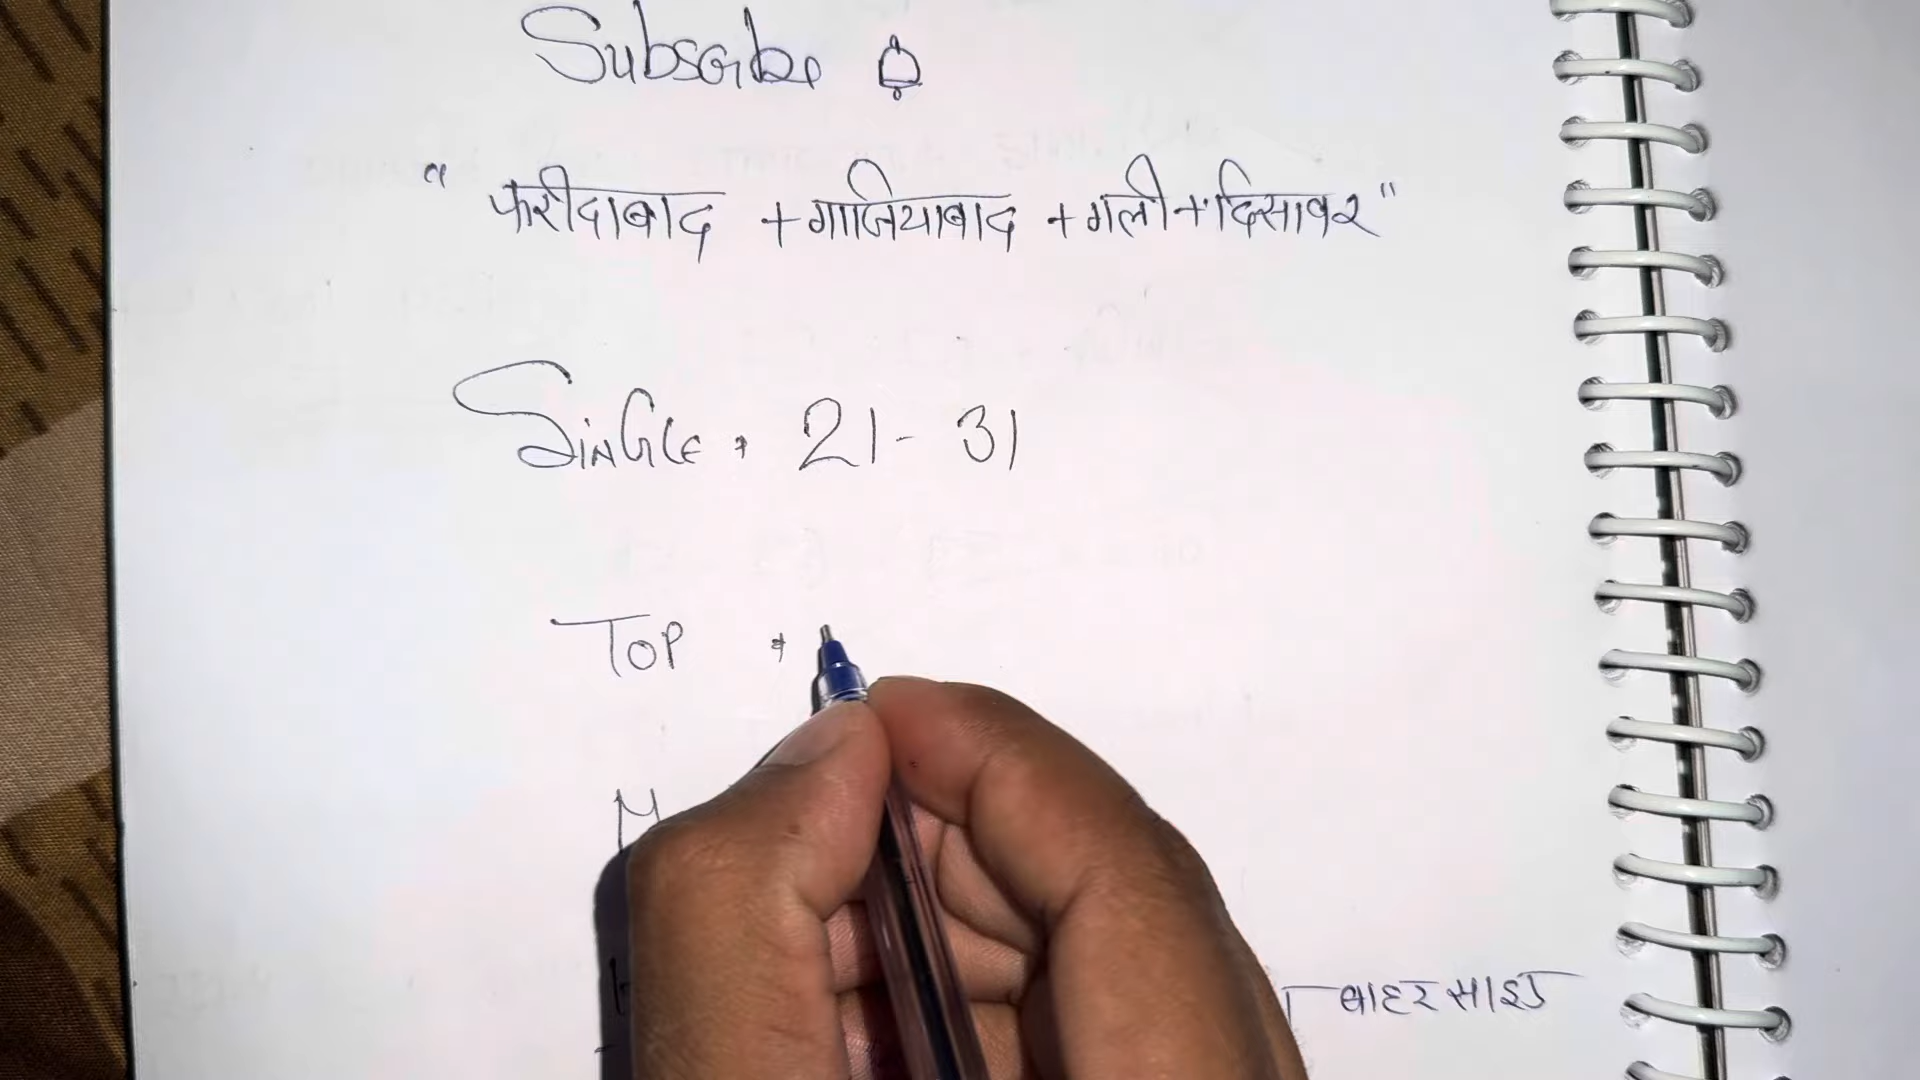 Subscribe
" फरीदाबाद + गाजियाबाद + गली + दिसावर "
SINGLE * 21 - 31
TOP *
M
बाहर साइड